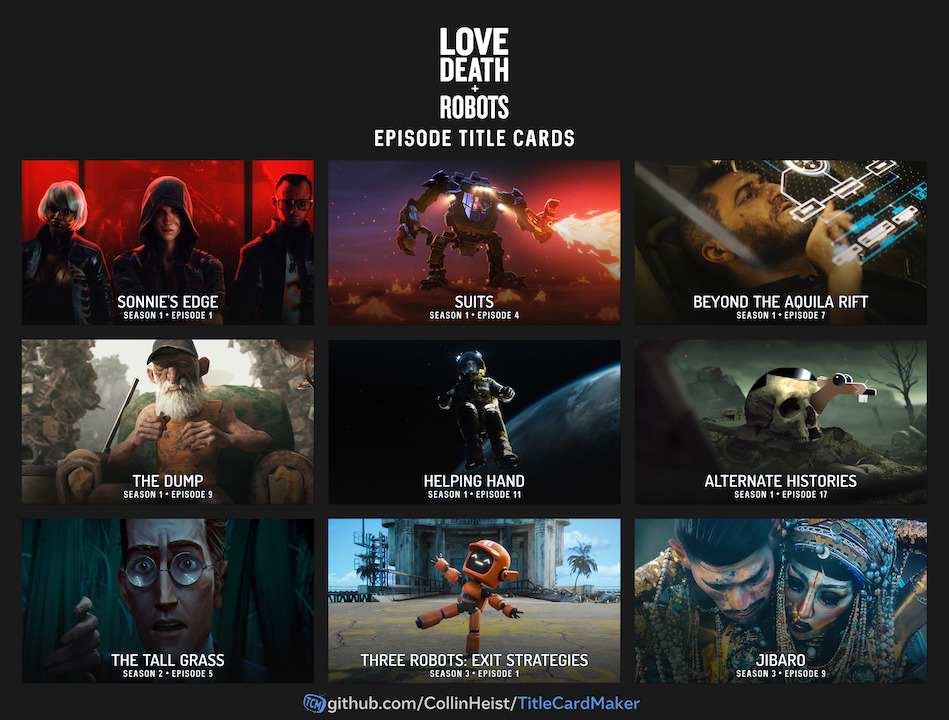 LOVE
DEATH
+
ROBOTS
EPISODE TITLE CARDS
SONNIE'S EDGE
SEASON 1 • EPISODE 1
SUITS
SEASON 1 • EPISODE 4
BEYOND THE AQUILA RIFT
SEASON 1 • EPISODE 7
THE DUMP
SEASON 1 • EPISODE 9
HELPING HAND
SEASON 1 • EPISODE 11
ALTERNATE HISTORIES
SEASON 1 • EPISODE 17
THE TALL GRASS
SEASON 2 • EPISODE 5
THREE ROBOTS: EXIT STRATEGIES
SEASON 3 • EPISODE 1
JIBARO
SEASON 3 • EPISODE 9
TCM github.com/CollinHeist/TitleCardMaker